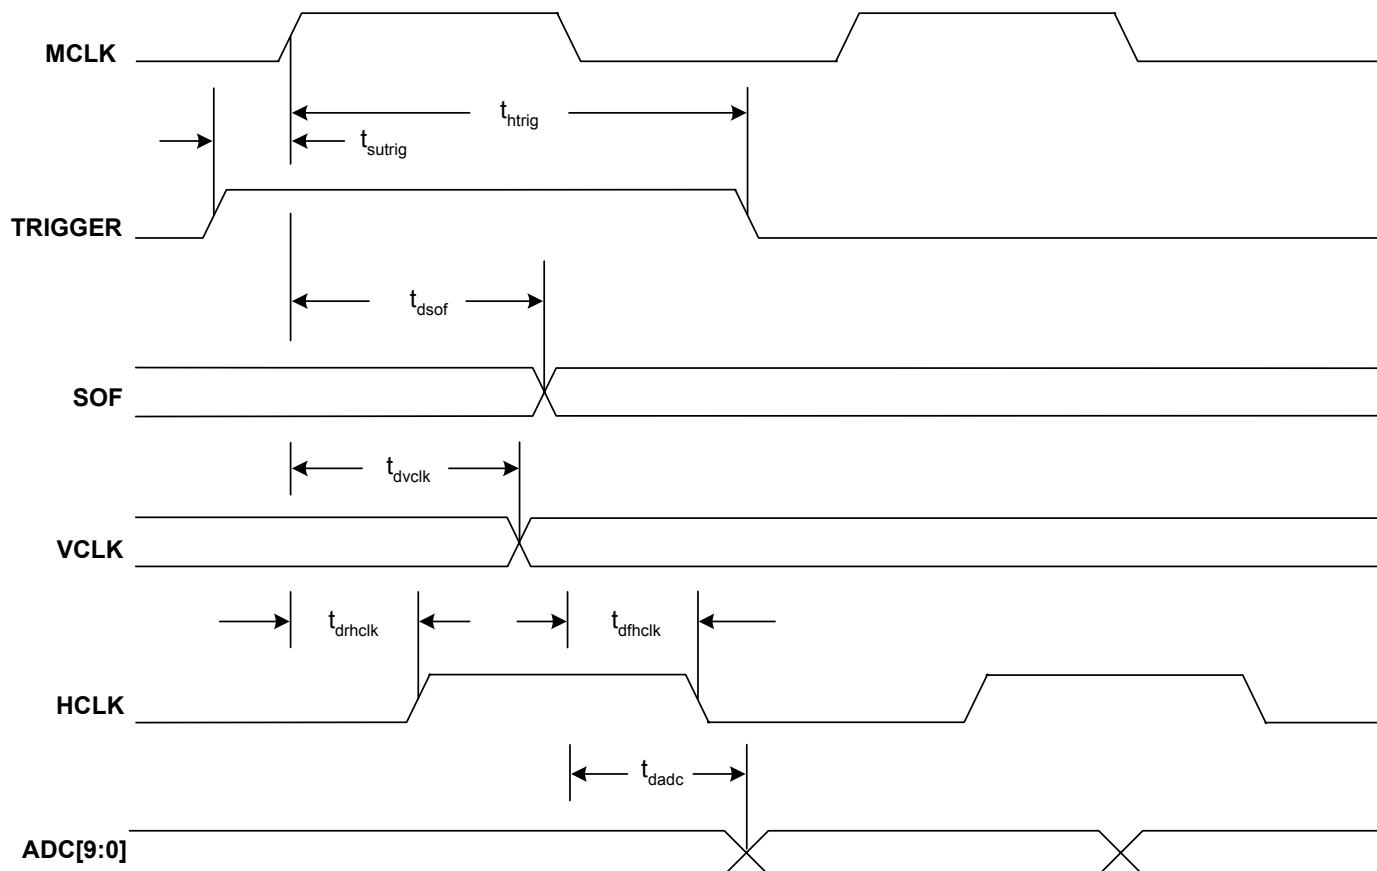 MCLK
t_htrig
t_sutrig
TRIGGER
t_dsof
SOF
t_dvclk
VCLK
t_drhclk t_dfhclk
HCLK
t_dadc
ADC[9:0]